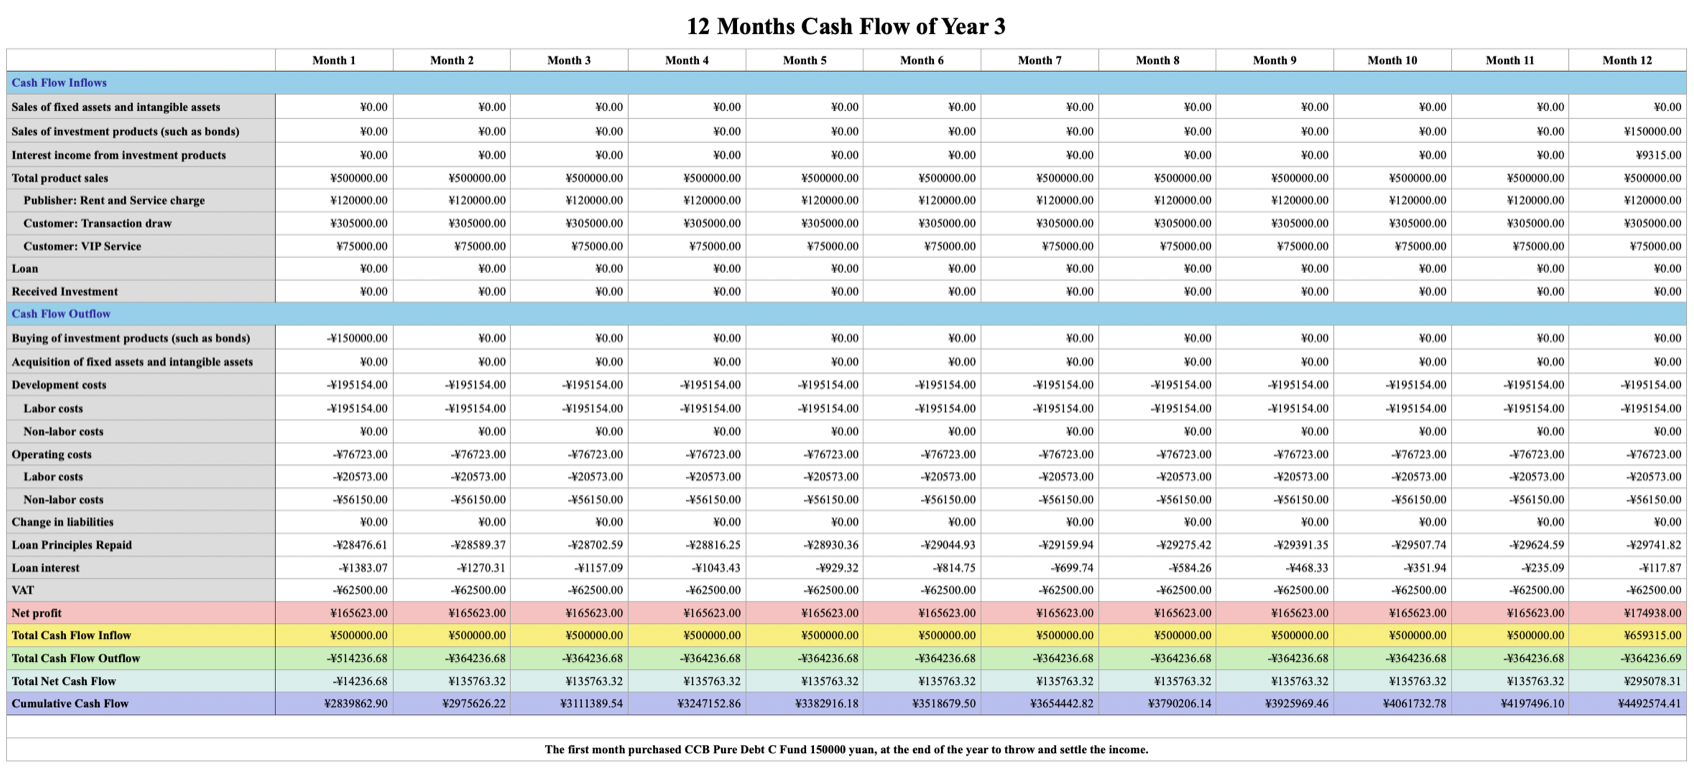 12 Months Cash Flow of Year 3
Month 1 Month 2 Month 3 Month 4 Month 5 Month 6 Month 7 Month 8 Month 9 Month 10 Month 11 Month 12
Cash Flow Inflows
Sales of fixed assets and intangible assets ¥0.00 ¥0.00 ¥0.00 ¥0.00 ¥0.00 ¥0.00 ¥0.00 ¥0.00 ¥0.00 ¥0.00 ¥0.00 ¥0.00
Sales of investment products (such as bonds) ¥0.00 ¥0.00 ¥0.00 ¥0.00 ¥0.00 ¥0.00 ¥0.00 ¥0.00 ¥0.00 ¥0.00 ¥0.00 ¥150000.00
Interest income from investment products ¥0.00 ¥0.00 ¥0.00 ¥0.00 ¥0.00 ¥0.00 ¥0.00 ¥0.00 ¥0.00 ¥0.00 ¥0.00 ¥9315.00
Total product sales ¥500000.00 ¥500000.00 ¥500000.00 ¥500000.00 ¥500000.00 ¥500000.00 ¥500000.00 ¥500000.00 ¥500000.00 ¥500000.00 ¥500000.00 ¥500000.00
Publisher: Rent and Service charge ¥120000.00 ¥120000.00 ¥120000.00 ¥120000.00 ¥120000.00 ¥120000.00 ¥120000.00 ¥120000.00 ¥120000.00 ¥120000.00 ¥120000.00 ¥120000.00
Customer: Transaction draw ¥305000.00 ¥305000.00 ¥305000.00 ¥305000.00 ¥305000.00 ¥305000.00 ¥305000.00 ¥305000.00 ¥305000.00 ¥305000.00 ¥305000.00 ¥305000.00
Customer: VIP Service ¥75000.00 ¥75000.00 ¥75000.00 ¥75000.00 ¥75000.00 ¥75000.00 ¥75000.00 ¥75000.00 ¥75000.00 ¥75000.00 ¥75000.00 ¥75000.00
Loan ¥0.00 ¥0.00 ¥0.00 ¥0.00 ¥0.00 ¥0.00 ¥0.00 ¥0.00 ¥0.00 ¥0.00 ¥0.00 ¥0.00
Received Investment ¥0.00 ¥0.00 ¥0.00 ¥0.00 ¥0.00 ¥0.00 ¥0.00 ¥0.00 ¥0.00 ¥0.00 ¥0.00 ¥0.00
Cash Flow Outflow
Buying of investment products (such as bonds) -¥150000.00 ¥0.00 ¥0.00 ¥0.00 ¥0.00 ¥0.00 ¥0.00 ¥0.00 ¥0.00 ¥0.00 ¥0.00 ¥0.00
Acquisition of fixed assets and intangible assets ¥0.00 ¥0.00 ¥0.00 ¥0.00 ¥0.00 ¥0.00 ¥0.00 ¥0.00 ¥0.00 ¥0.00 ¥0.00 ¥0.00
Development costs -¥195154.00 -¥195154.00 -¥195154.00 -¥195154.00 -¥195154.00 -¥195154.00 -¥195154.00 -¥195154.00 -¥195154.00 -¥195154.00 -¥195154.00 -¥195154.00
Labor costs -¥195154.00 -¥195154.00 -¥195154.00 -¥195154.00 -¥195154.00 -¥195154.00 -¥195154.00 -¥195154.00 -¥195154.00 -¥195154.00 -¥195154.00 -¥195154.00
Non-labor costs ¥0.00 ¥0.00 ¥0.00 ¥0.00 ¥0.00 ¥0.00 ¥0.00 ¥0.00 ¥0.00 ¥0.00 ¥0.00 ¥0.00
Operating costs -¥76723.00 -¥76723.00 -¥76723.00 -¥76723.00 -¥76723.00 -¥76723.00 -¥76723.00 -¥76723.00 -¥76723.00 -¥76723.00 -¥76723.00 -¥76723.00
Labor costs -¥20573.00 -¥20573.00 -¥20573.00 -¥20573.00 -¥20573.00 -¥20573.00 -¥20573.00 -¥20573.00 -¥20573.00 -¥20573.00 -¥20573.00 -¥20573.00
Non-labor costs -¥56150.00 -¥56150.00 -¥56150.00 -¥56150.00 -¥56150.00 -¥56150.00 -¥56150.00 -¥56150.00 -¥56150.00 -¥56150.00 -¥56150.00 -¥56150.00
Change in liabilities ¥0.00 ¥0.00 ¥0.00 ¥0.00 ¥0.00 ¥0.00 ¥0.00 ¥0.00 ¥0.00 ¥0.00 ¥0.00 ¥0.00
Loan Principles Repaid -¥28476.61 -¥28589.37 -¥28702.59 -¥28816.25 -¥28930.36 -¥29044.93 -¥29159.94 -¥29275.42 -¥29391.35 -¥29507.74 -¥29624.59 -¥29741.82
Loan interest -¥1383.07 -¥1270.31 -¥1157.09 -¥1043.43 -¥929.32 -¥814.75 -¥699.74 -¥584.26 -¥468.33 -¥351.94 -¥235.09 -¥117.87
VAT -¥62500.00 -¥62500.00 -¥62500.00 -¥62500.00 -¥62500.00 -¥62500.00 -¥62500.00 -¥62500.00 -¥62500.00 -¥62500.00 -¥62500.00 -¥62500.00
Net profit ¥165623.00 ¥165623.00 ¥165623.00 ¥165623.00 ¥165623.00 ¥165623.00 ¥165623.00 ¥165623.00 ¥165623.00 ¥165623.00 ¥165623.00 ¥174938.00
Total Cash Flow Inflow ¥500000.00 ¥500000.00 ¥500000.00 ¥500000.00 ¥500000.00 ¥500000.00 ¥500000.00 ¥500000.00 ¥500000.00 ¥500000.00 ¥500000.00 ¥659315.00
Total Cash Flow Outflow -¥514236.68 -¥364236.68 -¥364236.68 -¥364236.68 -¥364236.68 -¥364236.68 -¥364236.68 -¥364236.68 -¥364236.68 -¥364236.68 -¥364236.68 -¥364236.69
Total Net Cash Flow -¥14236.68 ¥135763.32 ¥135763.32 ¥135763.32 ¥135763.32 ¥135763.32 ¥135763.32 ¥135763.32 ¥135763.32 ¥135763.32 ¥135763.32 ¥295078.31
Cumulative Cash Flow ¥2839862.90 ¥2975626.22 ¥3111389.54 ¥3247152.86 ¥3382916.18 ¥3518679.50 ¥3654442.82 ¥3790206.14 ¥3925969.46 ¥4061732.78 ¥4197496.10 ¥4492574.41
The first month purchased CCB Pure Debt C Fund 150000 yuan, at the end of the year to throw and settle the income.